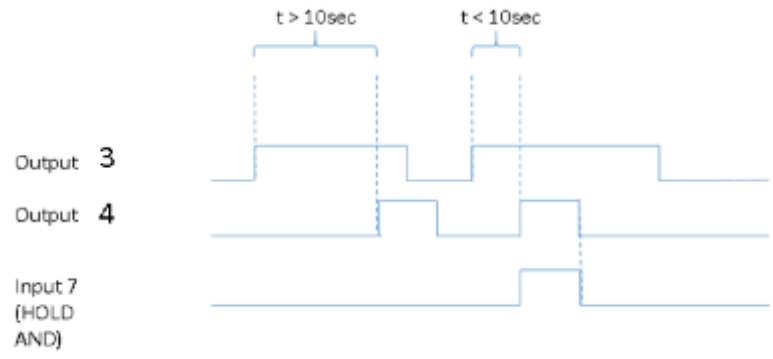 t > 10sec t < 10sec
Output 3
Output 4
Input 7
(HOLD
AND)